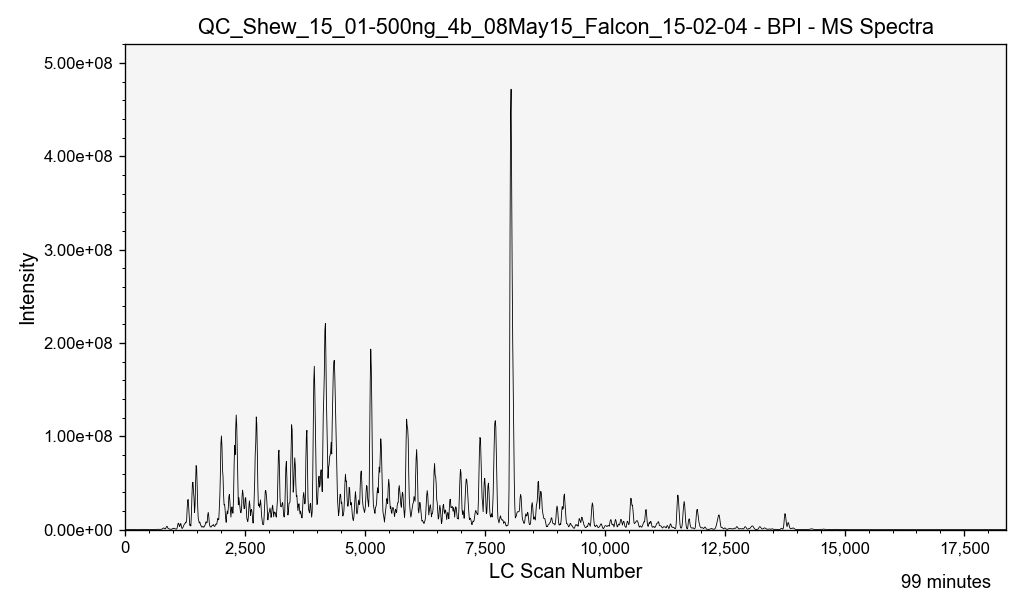 QC_Shew_15_01-500ng_4b_08May15_Falcon_15-02-04 - BPI - MS Spectra
5.00e+08
4.00e+08
3.00e+08
2.00e+08
1.00e+08
0.00e+00
Intensity
0 2,500 5,000 7,500 10,000 12,500 15,000 17,500
LC Scan Number
99 minutes